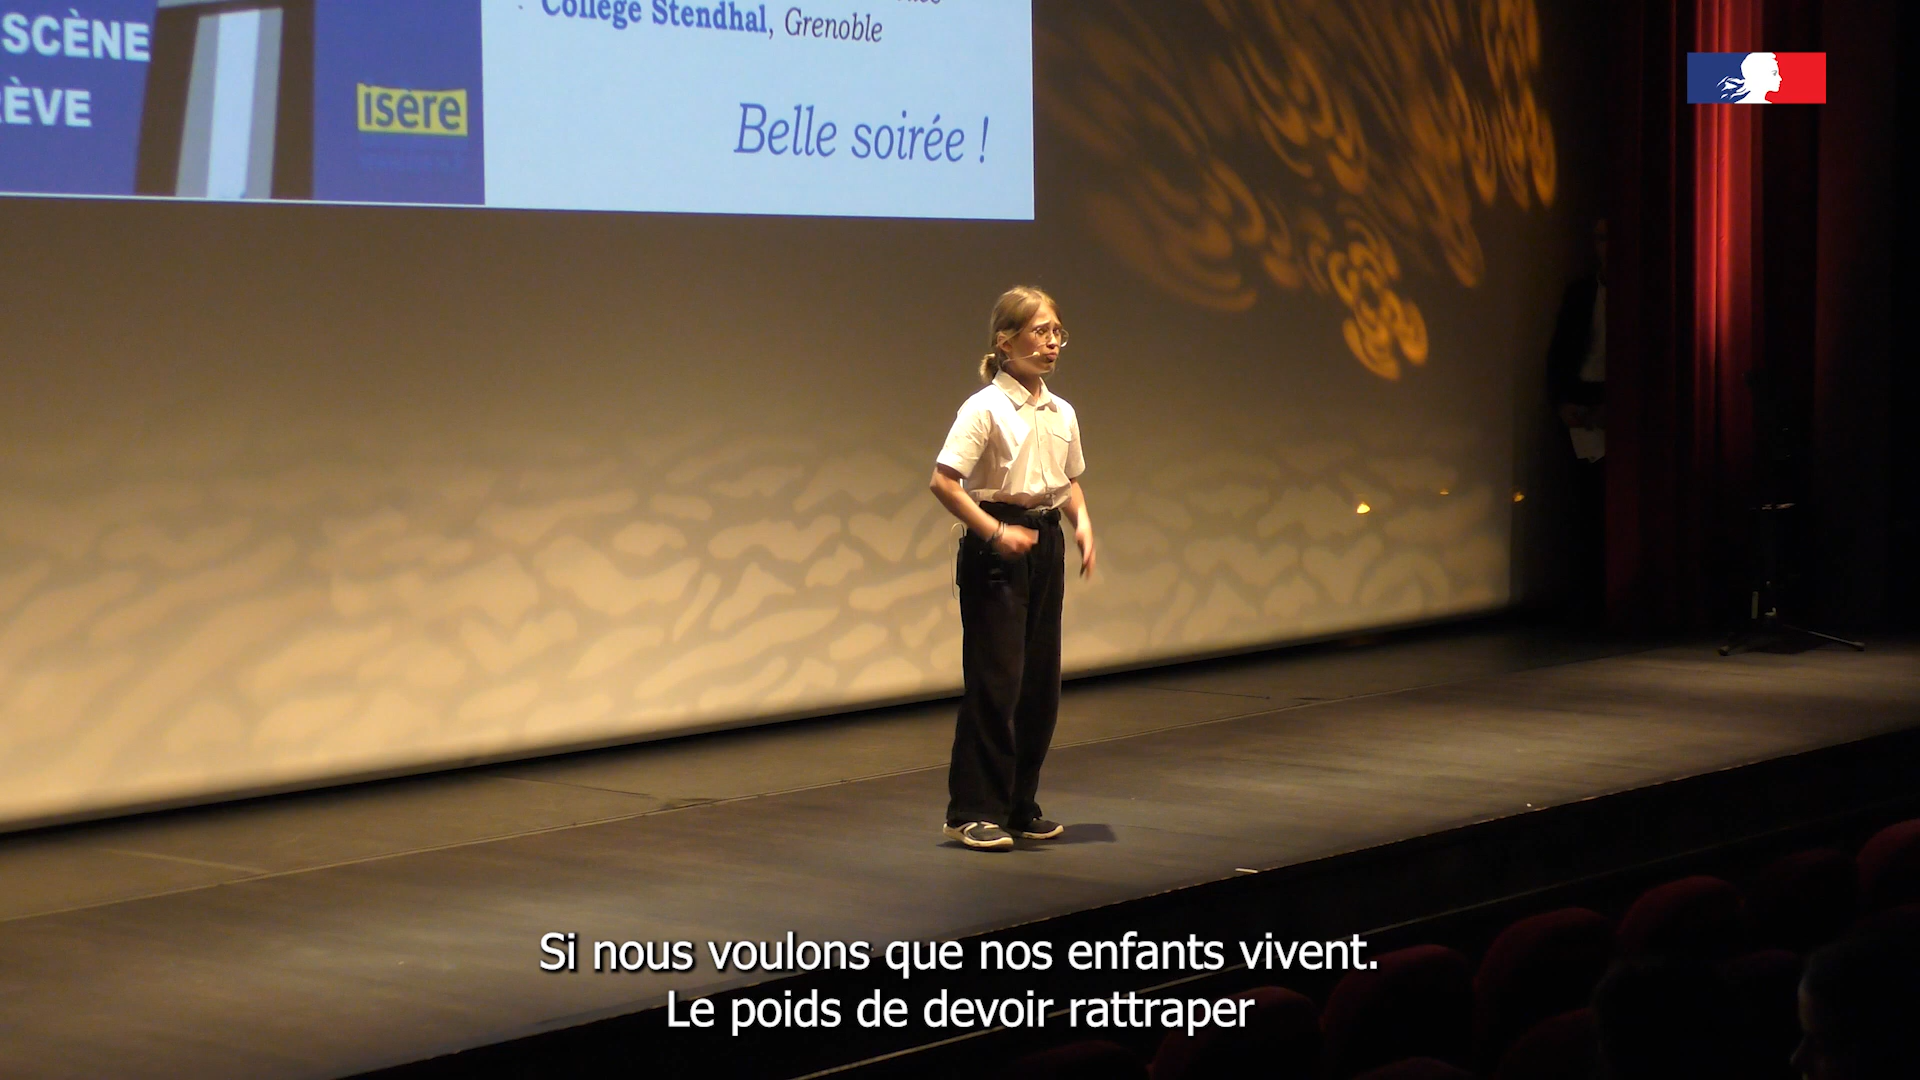 SCÈNE
isère
Collège Stendhal, Grenoble
Belle soirée !
Si nous voulons que nos enfants vivent.
Le poids de devoir rattraper